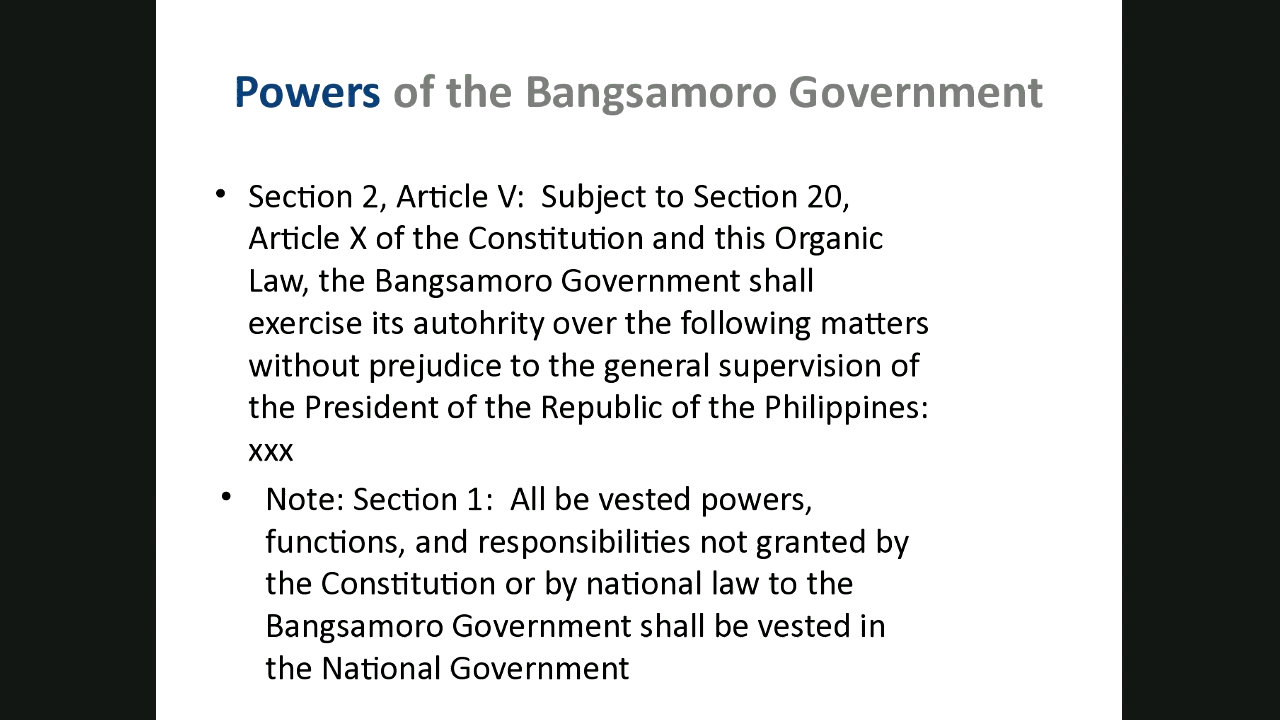 Powers of the Bangsamoro Government
• Section 2, Article V:  Subject to Section 20,
Article X of the Constitution and this Organic
Law, the Bangsamoro Government shall
exercise its autohrity over the following matters
without prejudice to the general supervision of
the President of the Republic of the Philippines:
xxx
• Note: Section 1:  All be vested powers,
functions, and responsibilities not granted by
the Constitution or by national law to the
Bangsamoro Government shall be vested in
the National Government